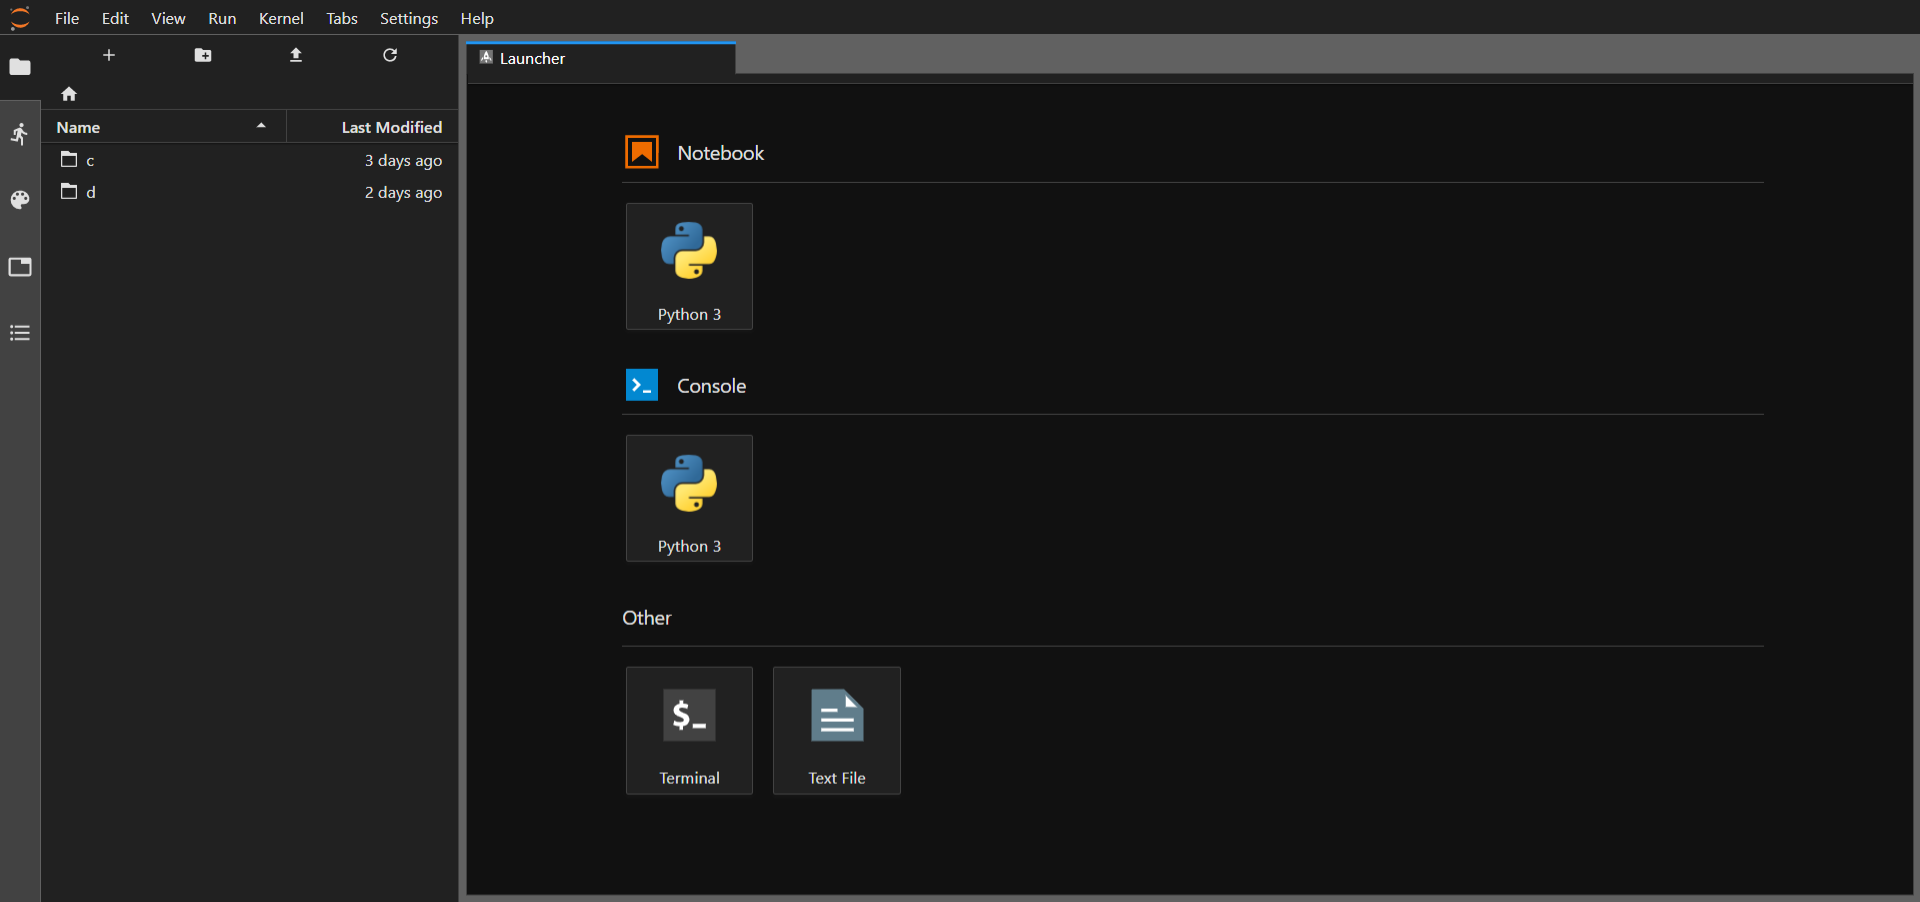 File Edit View Run Kernel Tabs Settings Help
Launcher
Name Last Modified
c 3 days ago
d 2 days ago
Notebook
Python 3
Console
Python 3
Other
$_
Terminal Text File